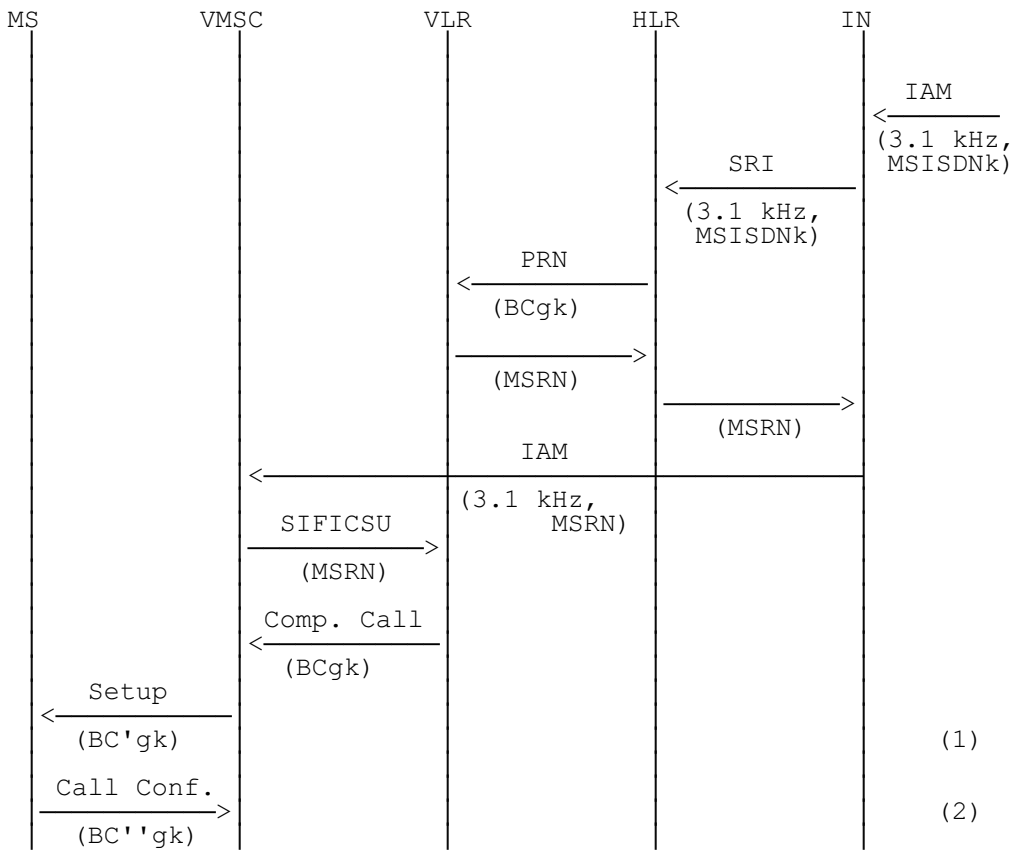 MS VMSC VLR HLR IN
IAM
(3.1 kHz,
MSISDNk)
SRI
(3.1 kHz,
MSISDNk)
PRN
(BCgk)
(MSRN)
(MSRN)
IAM
(3.1 kHz,
MSRN)
SIFICSU
(MSRN)
Comp. Call
(BCgk)
Setup
(BC'gk) (1)
Call Conf.
(2)
(BC''gk)